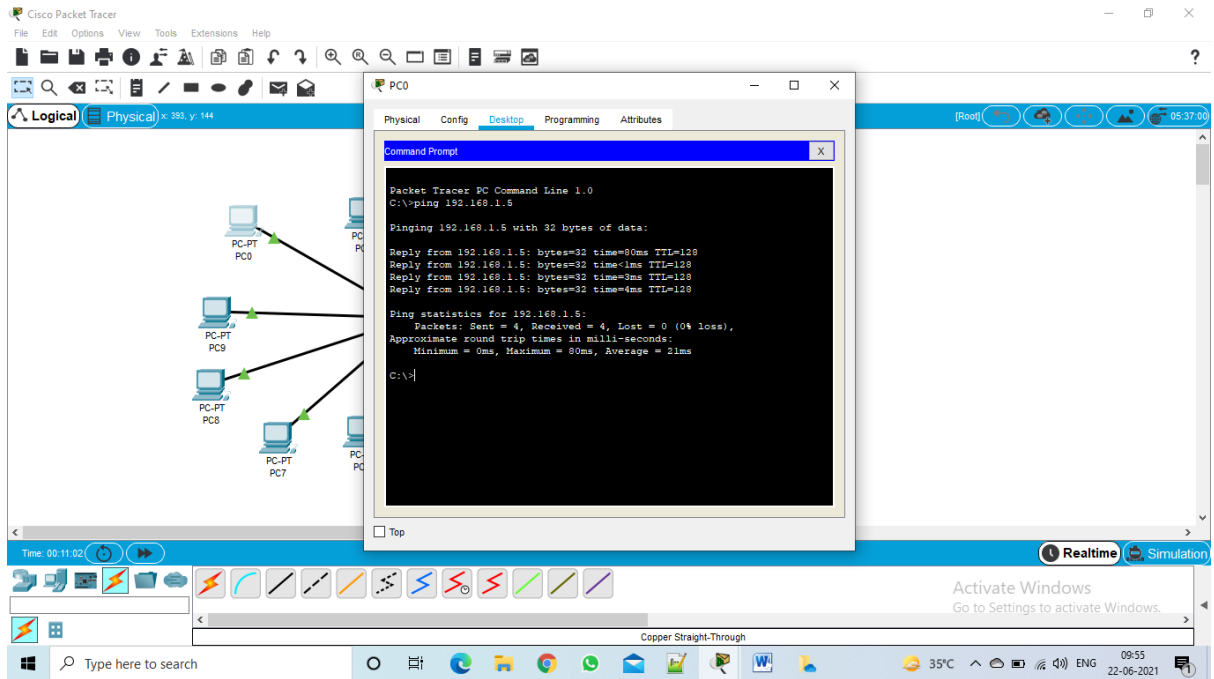 Cisco Packet Tracer
File Edit Options View Tools Extensions Help
?
PC0
Logical
Physical
x: 393, y: 144
[Root]
05:37:00
Physical Config Desktop Programming Attributes
Command Prompt
X
Packet Tracer PC Command Line 1.0
C:\>ping 192.168.1.5
Pinging 192.168.1.5 with 32 bytes of data:
Reply from 192.168.1.5: bytes=32 time=80ms TTL=128
Reply from 192.168.1.5: bytes=32 time<1ms TTL=128
Reply from 192.168.1.5: bytes=32 time=3ms TTL=128
Reply from 192.168.1.5: bytes=32 time=4ms TTL=128
Ping statistics for 192.168.1.5:
Packets: Sent = 4, Received = 4, Lost = 0 (0% loss),
Approximate round trip times in milli-seconds:
Minimum = 0ms, Maximum = 80ms, Average = 21ms
C:\>
Top
PC-PT
PC0
PC-PT
PC9
PC-PT
PC8
PC-PT
PC7
Time: 00:11:02
Realtime
Simulation
Activate Windows
Go to Settings to activate Windows.
Copper Straight-Through
Type here to search
35°C
ENG
09:55
22-06-2021